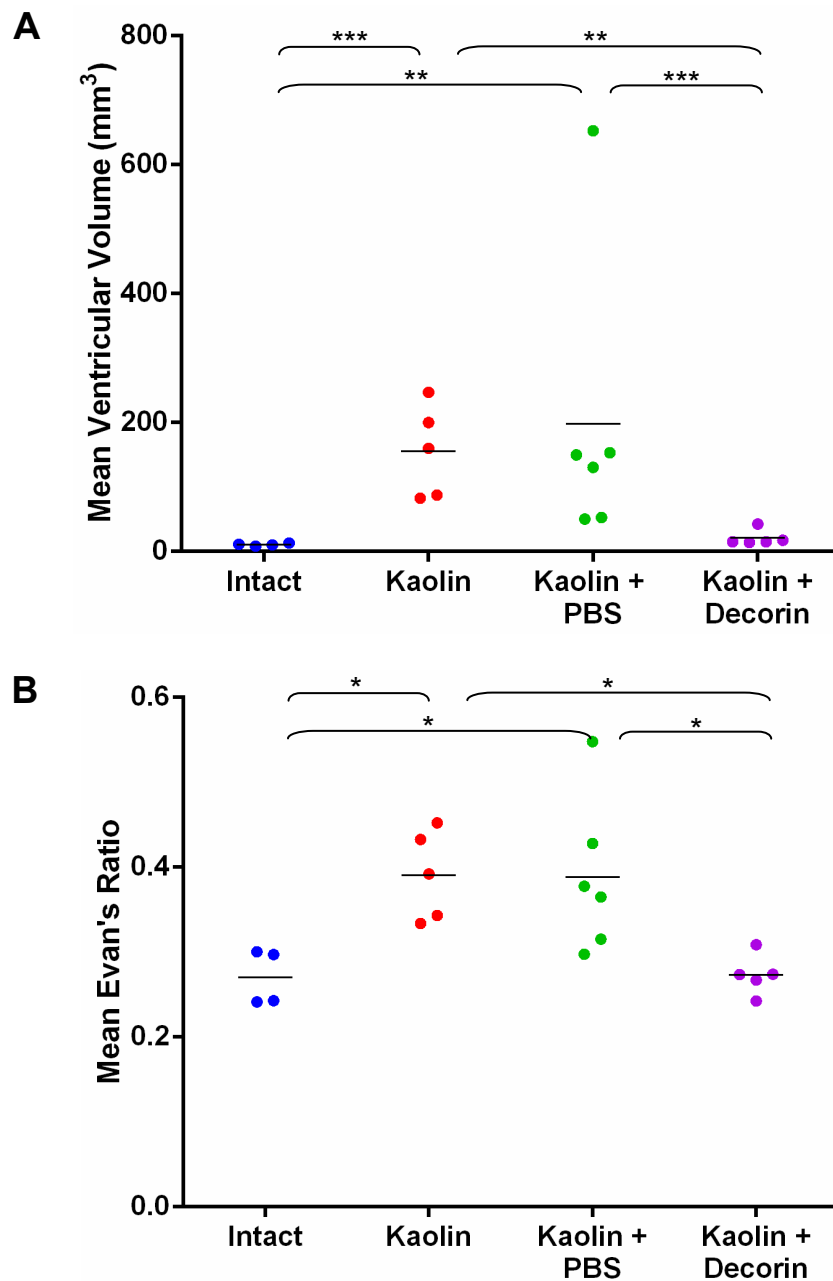 A
Mean Ventricular Volume (mm³)
800
600
400
200
0
***
**
**
***
Intact
Kaolin
Kaolin +
PBS
Kaolin +
Decorin
B
Mean Evan's Ratio
0.6
0.4
0.2
0.0
*
*
*
*
Intact
Kaolin
Kaolin +
PBS
Kaolin +
Decorin